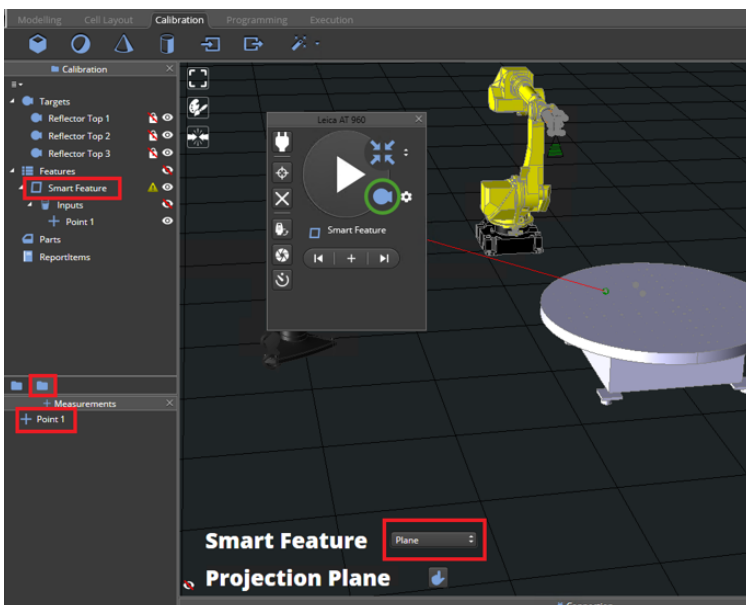 Modelling Cell Layout Calibration Programming Execution
Calibration
Targets
Reflector Top 1
Reflector Top 2
Reflector Top 3
Features
Smart Feature
Inputs
Point 1
Parts
ReportItems
Leica AT 960
Smart Feature
Measurements
Point 1
Smart Feature Plane
Projection Plane